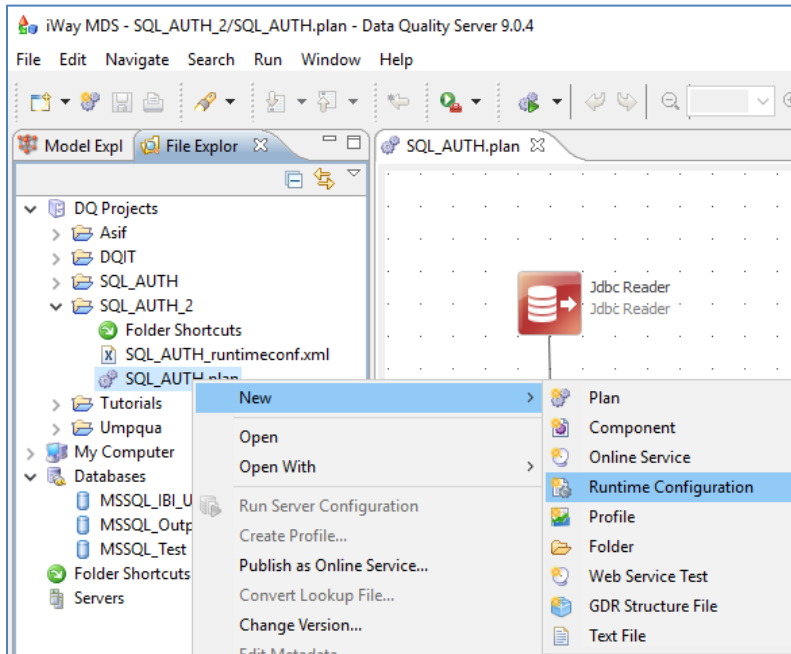 iWay MDS - SQL_AUTH_2/SQL_AUTH.plan - Data Quality Server 9.0.4
File Edit Navigate Search Run Window Help
Model Expl File Explor
SQL_AUTH.plan
DQ Projects
Asif
DQIT
SQL_AUTH
SQL_AUTH_2
Folder Shortcuts
SQL_AUTH_runtimeconf.xml
SQL_AUTH.plan
Tutorials
Umpqua
My Computer
Databases
MSSQL_IBI_U
MSSQL_Outp
MSSQL_Test
Folder Shortcuts
Servers
Jdbc Reader
Jdbc Reader
New
Open
Open With
Run Server Configuration
Create Profile...
Publish as Online Service...
Convert Lookup File...
Change Version...
Edit Metadata
Plan
Component
Online Service
Runtime Configuration
Profile
Folder
Web Service Test
GDR Structure File
Text File